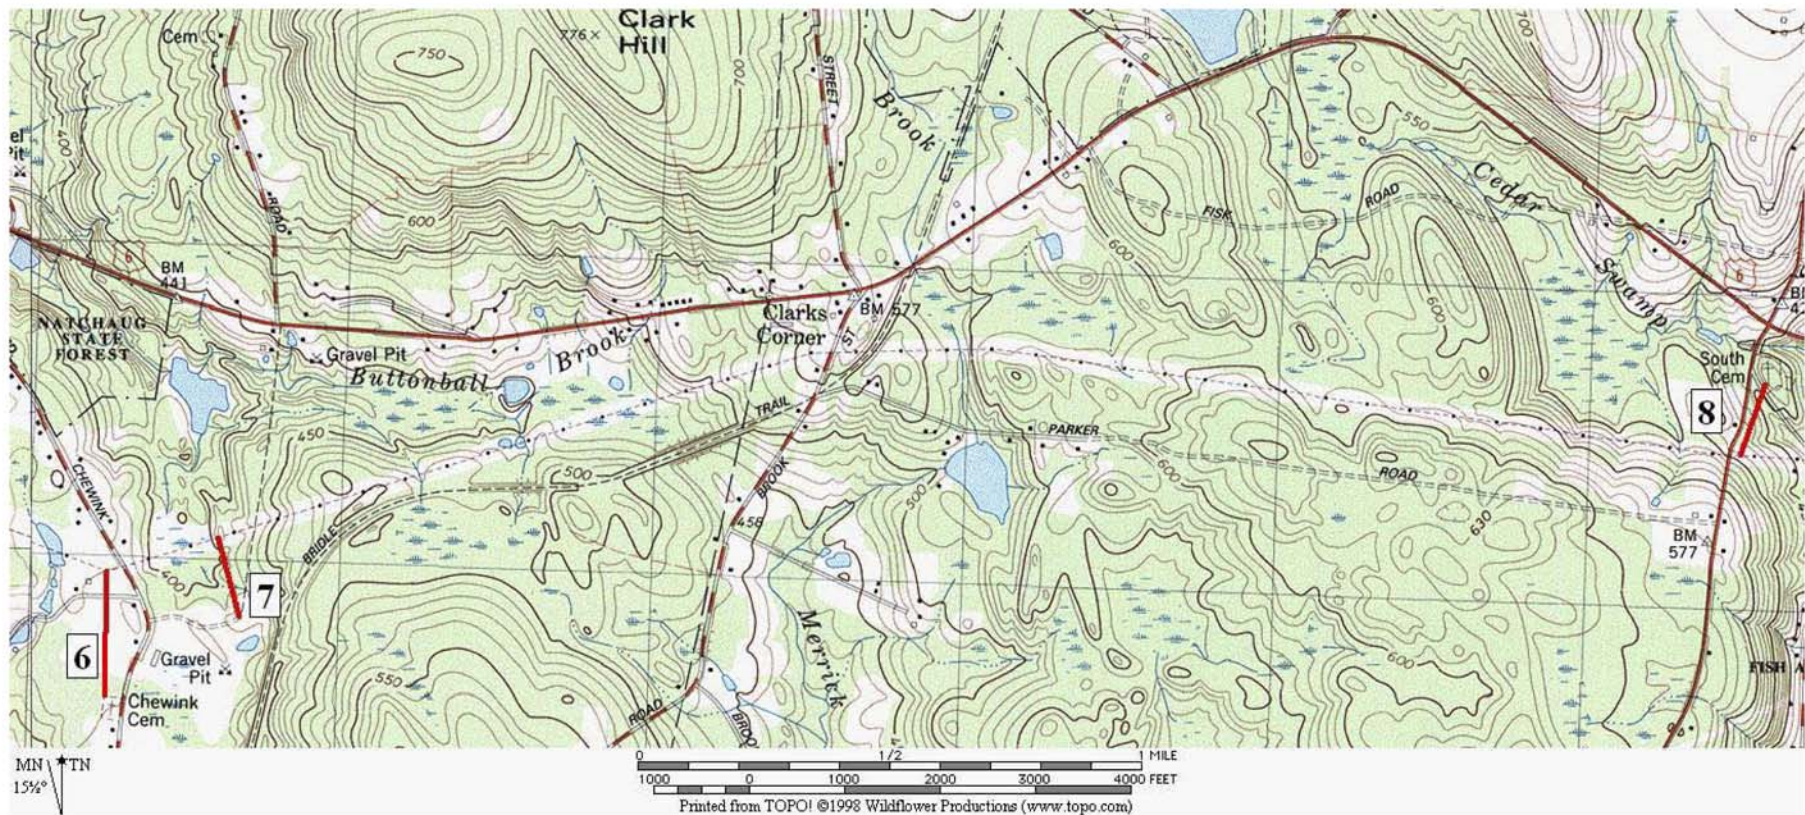 Clark
Hill
Cem
750
776×
700
STREET
Brook
700
400
Pit
ROAD
600
550
Cedar
ROAD
FISK
600
Swamp
6
6
BM
441
600
NATCHAUG
STATE
FOREST
Gravel Pit
Buttonball
Brook
Clarks
Corner
BM 577
ST
South
Cem
8
450
TRAIL
PARKER
ROAD
600
500
500
BROOK
CHEWINK
458
630
BM
577
BRIDLE
400
7
6
Gravel
Pit
Merrick
550
600
FISH A
Chewink
Cem
ROAD
BROO
MN
TN
15½°
0
1/2
1 MILE
1000
0
1000
2000
3000
4000 FEET
Printed from TOPO! ©1998 Wildflower Productions (www.topo.com)